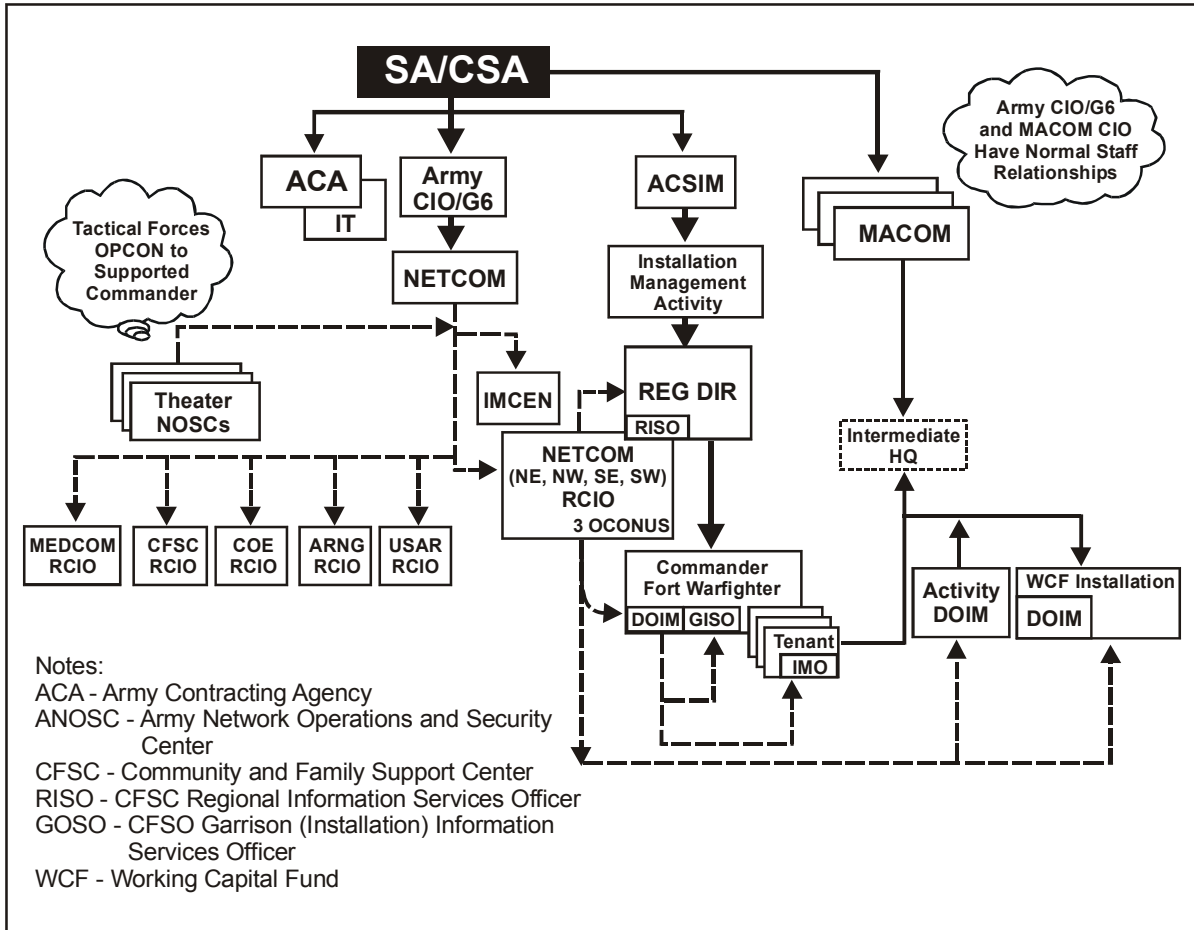 SA/CSA
Army CIO/G6
and MACOM CIO
Have Normal Staff
Relationships
ACA
IT
Army
CIO/G6
ACSIM
MACOM
Tactical Forces
OPCON to
Supported
Commander
NETCOM
Installation
Management
Activity
Theater
NOSCs
IMCEN
REG DIR
RISO
NETCOM
(NE, NW, SE, SW)
RCIO
3 OCONUS
Intermediate
HQ
MEDCOM
RCIO
CFSC
RCIO
COE
RCIO
ARNG
RCIO
USAR
RCIO
Commander
Fort Warfighter
DOIM
GISO
Tenant
IMO
Activity
DOIM
WCF Installation
DOIM
Notes:
ACA - Army Contracting Agency
ANOSC - Army Network Operations and Security
Center
CFSC - Community and Family Support Center
RISO - CFSC Regional Information Services Officer
GOSO - CFSO Garrison (Installation) Information
Services Officer
WCF - Working Capital Fund